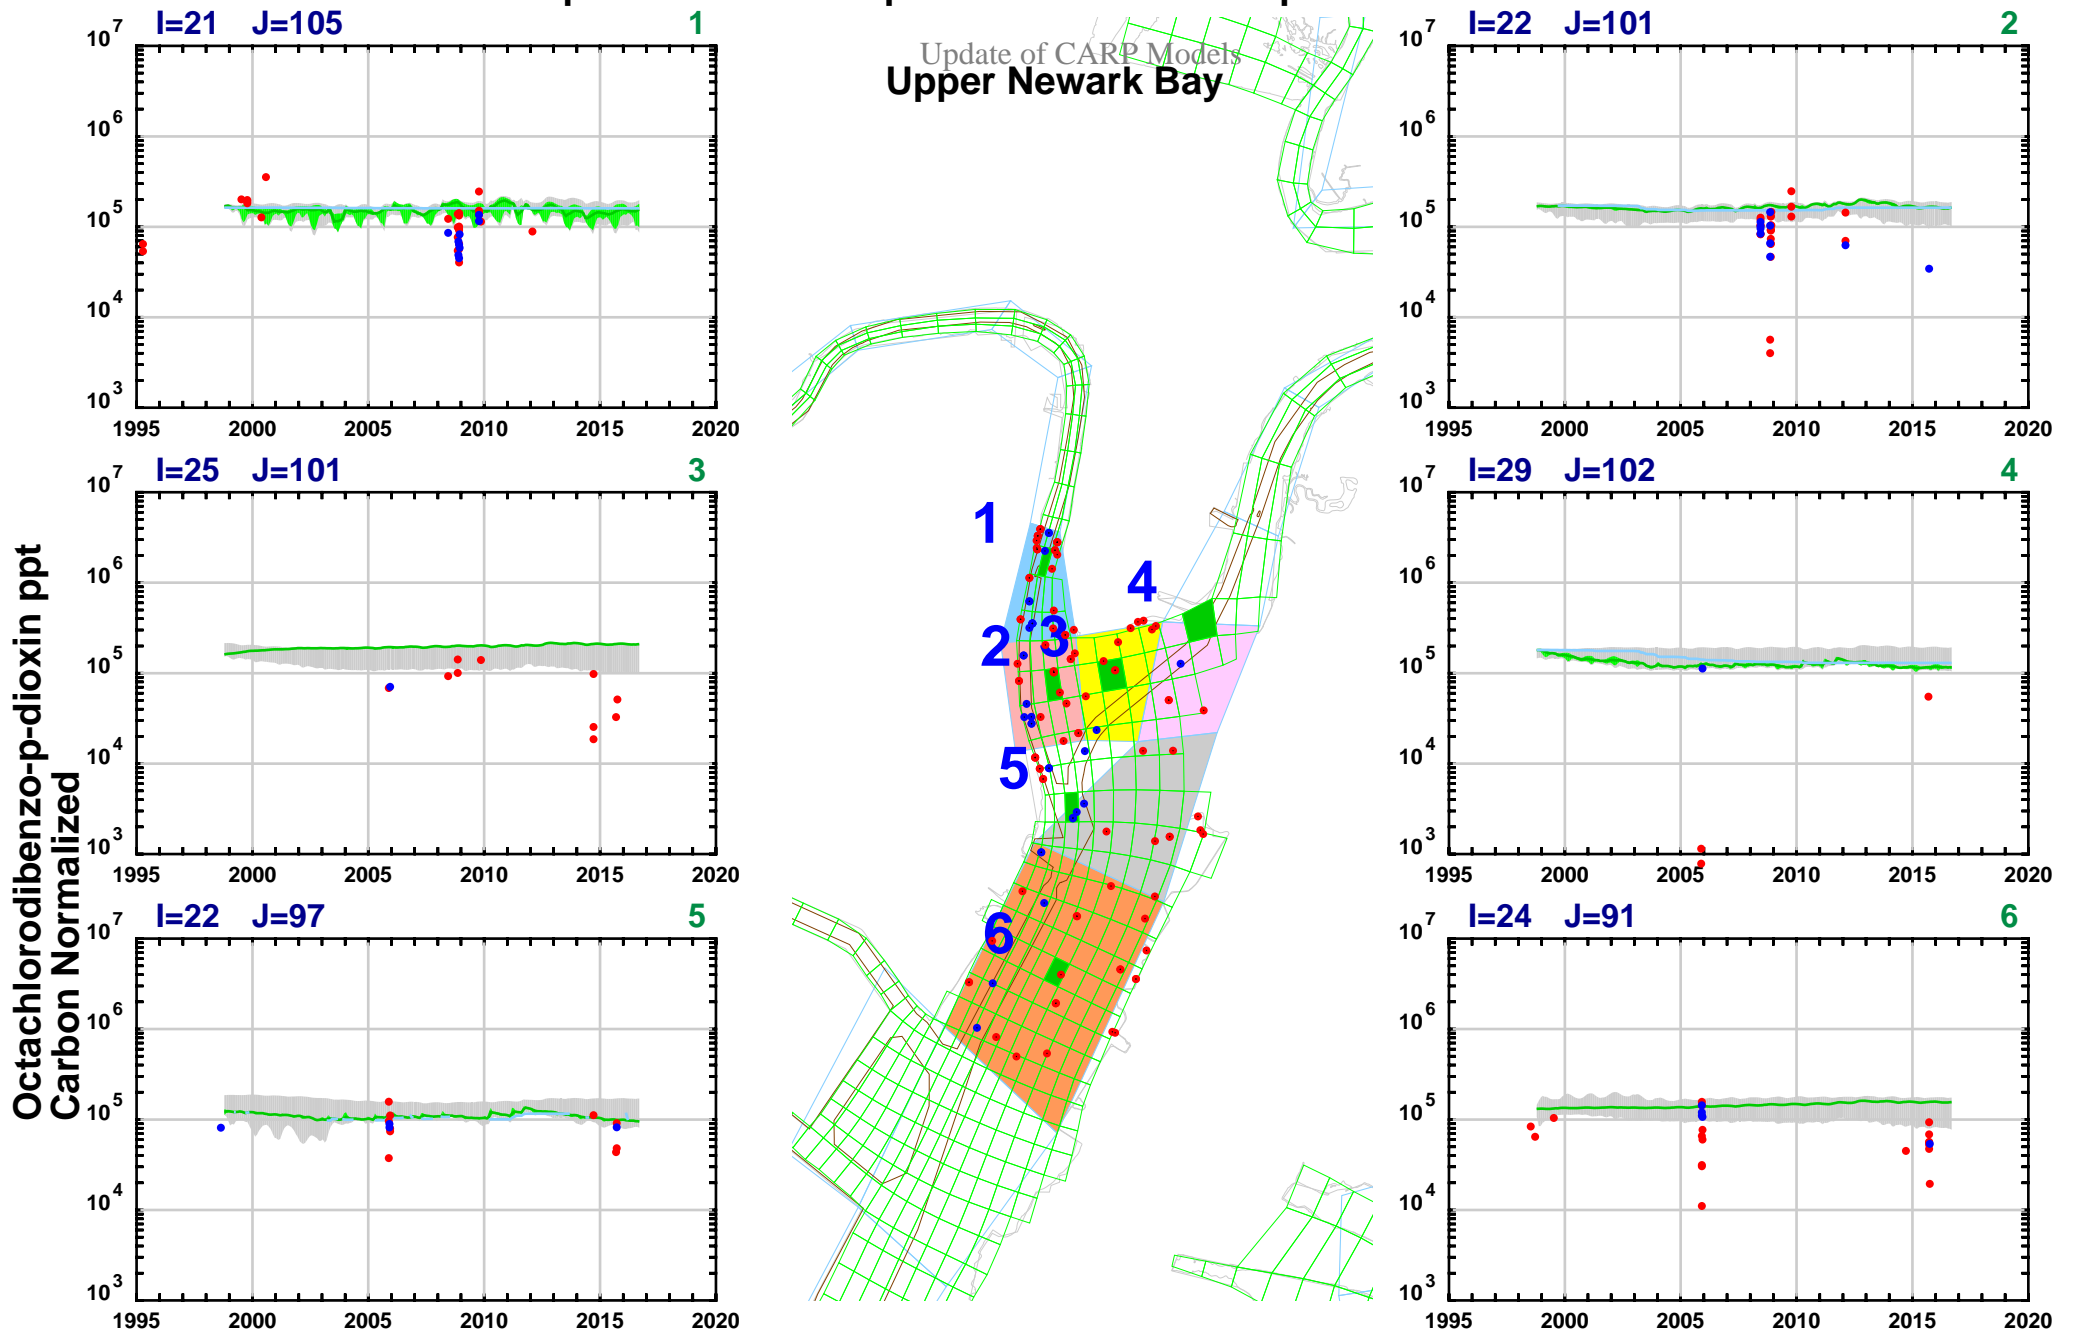 Update of CARP Models
Upper Newark Bay
Octachlorodibenzo-p-dioxin ppt
Carbon Normalized
I=21 J=105 1
10^7
10^6
10^5
10^4
10^3
1995 2000 2005 2010 2015 2020
I=22 J=101 2
10^7
10^6
10^5
10^4
10^3
1995 2000 2005 2010 2015 2020
I=25 J=101 3
10^7
10^6
10^5
10^4
10^3
1995 2000 2005 2010 2015 2020
I=29 J=102 4
10^7
10^6
10^5
10^4
10^3
1995 2000 2005 2010 2015 2020
I=22 J=97 5
10^7
10^6
10^5
10^4
10^3
1995 2000 2005 2010 2015 2020
I=24 J=91 6
10^7
10^6
10^5
10^4
10^3
1995 2000 2005 2010 2015 2020
1
2
3
4
5
6